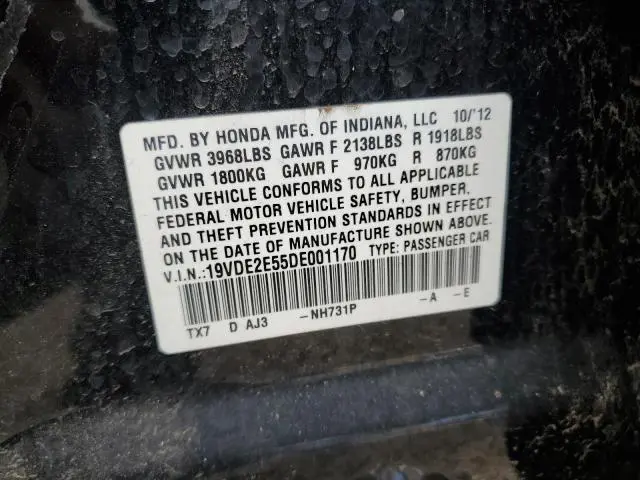 MFD. BY HONDA MFG. OF INDIANA, LLC 10/'12
GVWR 3968LBS GAWR F 2138LBS R 1918LBS
GVWR 1800KG GAWR F 970KG R 870KG
THIS VEHICLE CONFORMS TO ALL APPLICABLE
FEDERAL MOTOR VEHICLE SAFETY, BUMPER,
AND THEFT PREVENTION STANDARDS IN EFFECT
ON THE DATE OF MANUFACTURE SHOWN ABOVE.
V.I.N.:19VDE2E55DE001170 TYPE: PASSENGER CAR
TX7 D AJ3 -NH731P -A -E